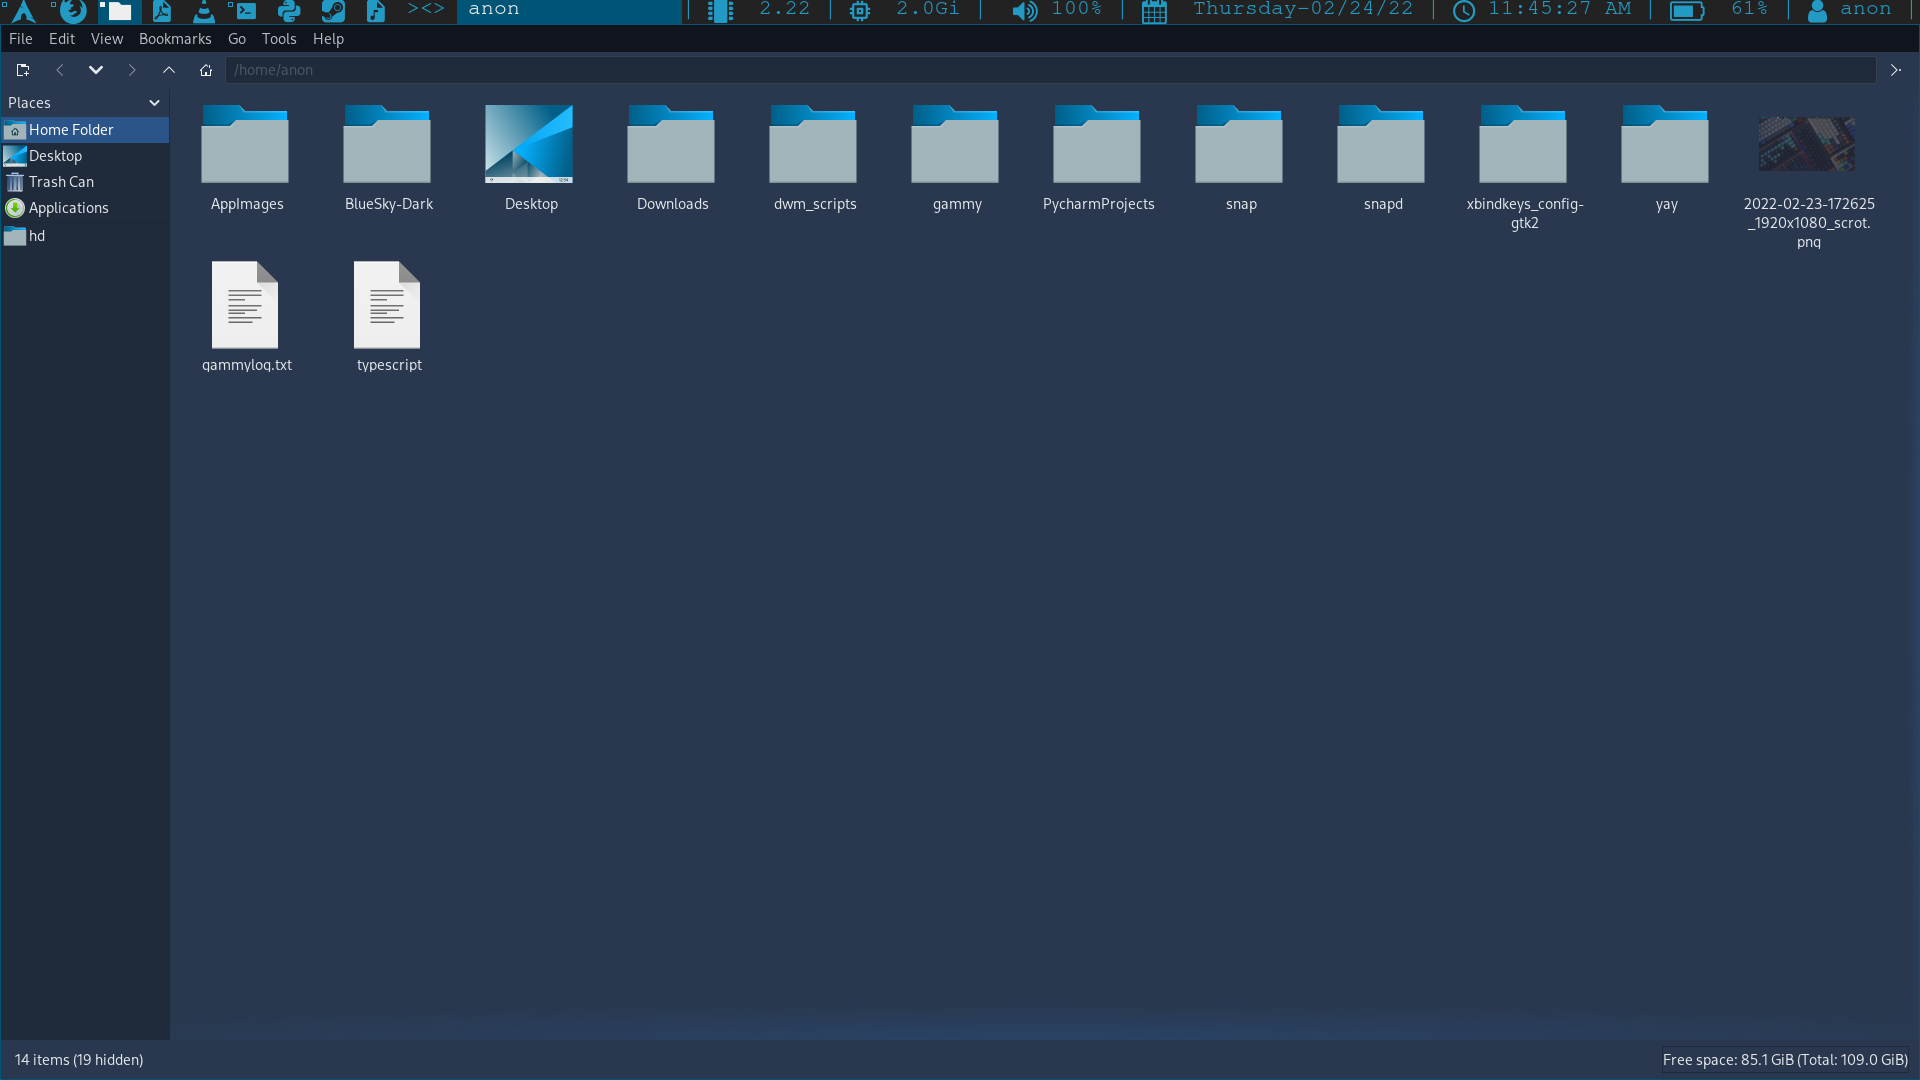 ><> anon 2.22 2.0Gi 100% Thursday-02/24/22 11:45:27 AM 61% anon
File Edit View Bookmarks Go Tools Help
/home/anon
Places
Home Folder
Desktop
Trash Can
Applications
hd
AppImages BlueSky-Dark Desktop Downloads dwm_scripts gammy PycharmProjects snap snapd xbindkeys_config- yay 2022-02-23-172625
gtk2 _1920x1080_scrot.
png
gammylog.txt typescript
14 items (19 hidden) Free space: 85.1 GiB (Total: 109.0 GiB)